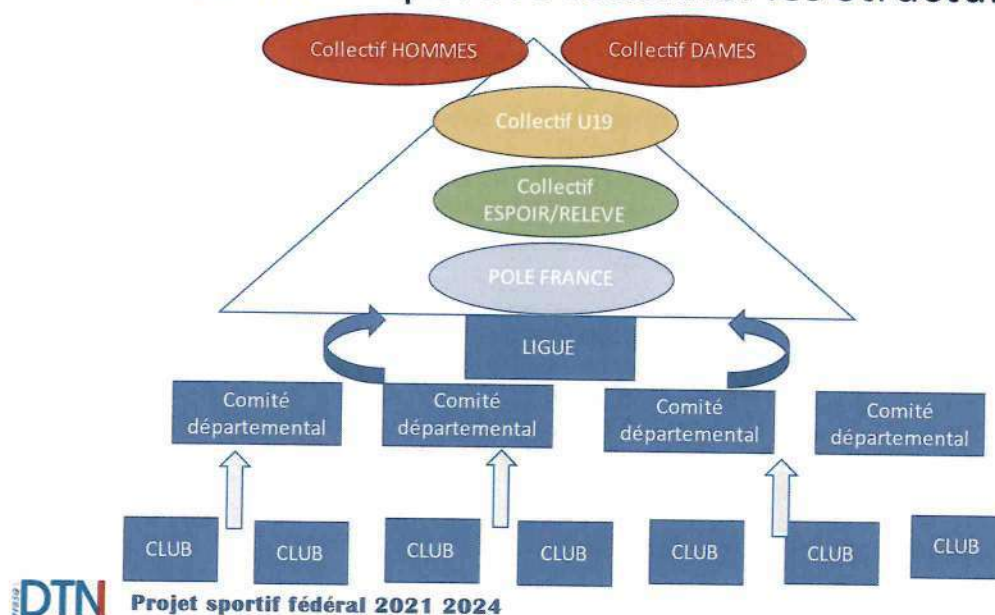 Collectif HOMMES
Collectif DAMES
Collectif U19
Collectif
ESPOIR/RELEVE
POLE FRANCE
LIGUE
Comité
départemental
Comité
départemental
Comité
départemental
Comité
départemental
CLUB
CLUB
CLUB
CLUB
CLUB
CLUB
CLUB
DTN
Projet sportif fédéral 2021 2024